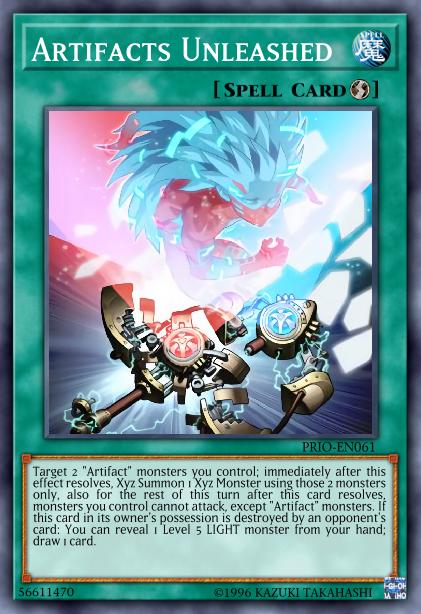 Artifacts Unleashed
SPELL
魔
[Spell Card]
PRIO-EN061
Target 2 "Artifact" monsters you control; immediately after this
effect resolves, Xyz Summon 1 Xyz Monster using those 2 monsters
only, also for the rest of this turn after this card resolves,
monsters you control cannot attack, except "Artifact" monsters. If
this card in its owner's possession is destroyed by an opponent's
card: You can reveal 1 Level 5 LIGHT monster from your hand;
draw 1 card.
56611470
©1996 KAZUKI TAKAHASHI